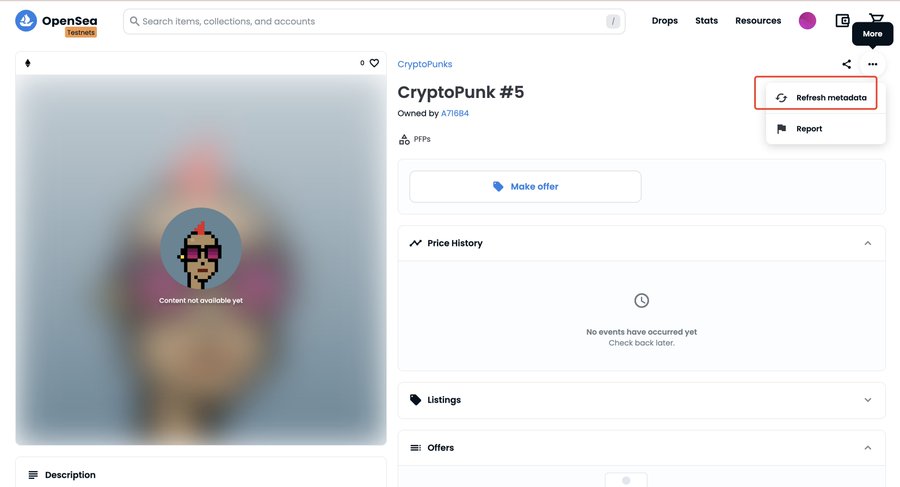 OpenSea
Testnets
Search items, collections, and accounts
/
Drops
Stats
Resources
More
0
CryptoPunks
CryptoPunk #5
Owned by A716B4
PFPs
Refresh metadata
Report
Make offer
Price History
Content not available yet
No events have occurred yet
Check back later.
Listings
Offers
Description